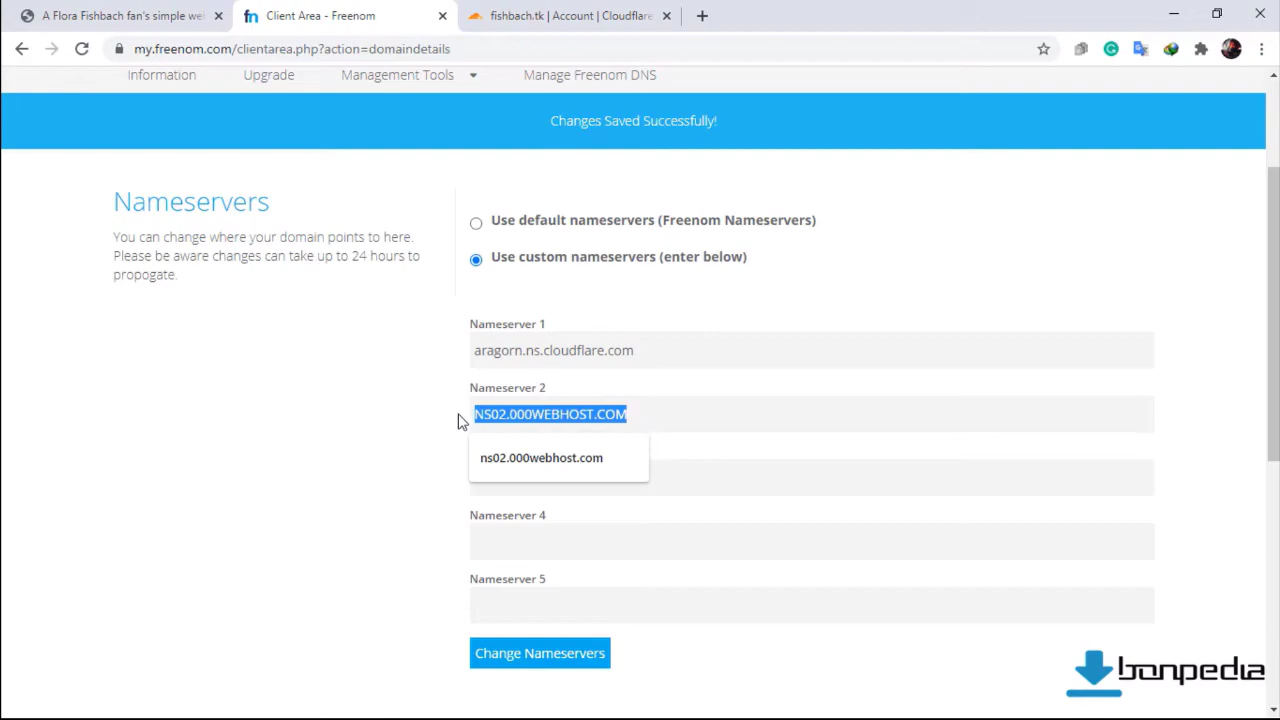 A Flora Fishbach fan's simple we
Client Area - Freenom
fishbach.tk | Account | Cloudflare
my.freenom.com/clientarea.php?action=domaindetails
Information
Upgrade
Management Tools
Manage Freenom DNS
Changes Saved Successfully!
Nameservers
You can change where your domain points to here.
Please be aware changes can take up to 24 hours to
propogate.
Use default nameservers (Freenom Nameservers)
Use custom nameservers (enter below)
Nameserver 1
aragorn.ns.cloudflare.com
Nameserver 2
NS02.000WEBHOST.COM
ns02.000webhost.com
Nameserver 4
Nameserver 5
Change Nameservers
bonpedia